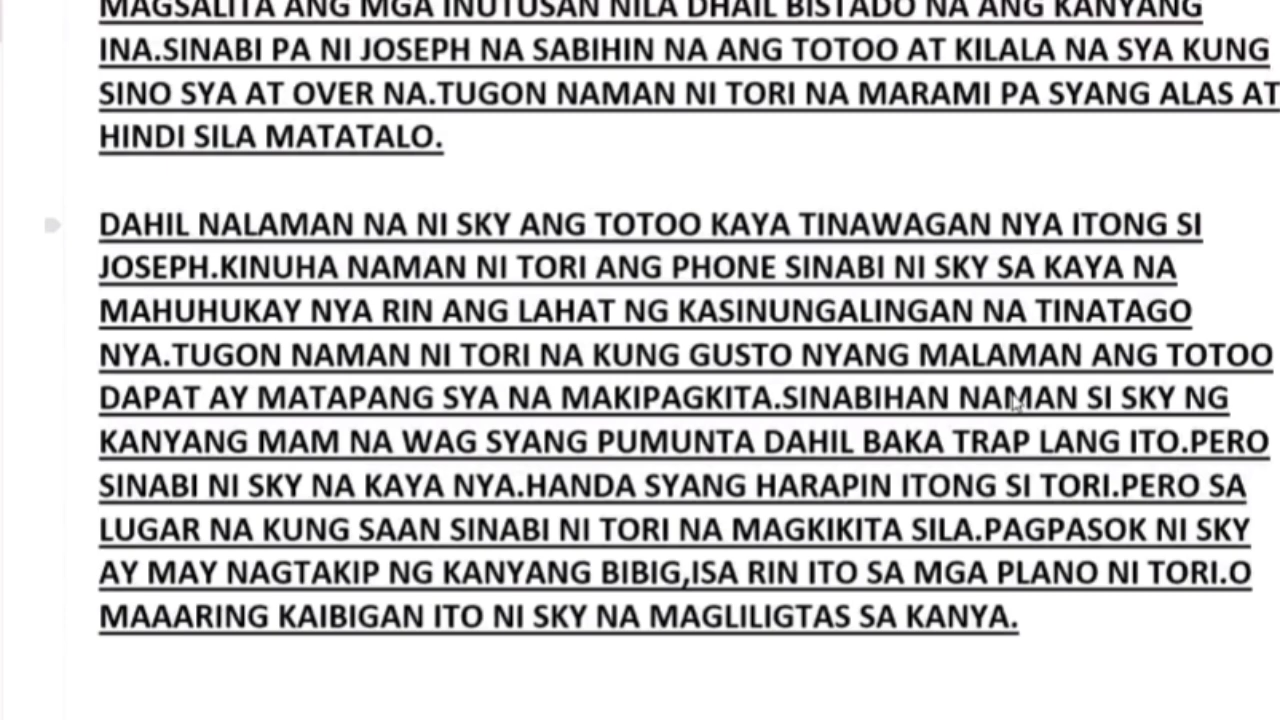 MAGSALITA ANG MGA INUTUSAN NILA DHAIL BISTADO NA ANG KANYANG
INA.SINABI PA NI JOSEPH NA SABIHIN NA ANG TOTOO AT KILALA NA SYA KUNG
SINO SYA AT OVER NA.TUGON NAMAN NI TORI NA MARAMI PA SYANG ALAS AT
HINDI SILA MATATALO.
DAHIL NALAMAN NA NI SKY ANG TOTOO KAYA TINAWAGAN NYA ITONG SI
JOSEPH.KINUHA NAMAN NI TORI ANG PHONE SINABI NI SKY SA KAYA NA
MAHUHUKAY NYA RIN ANG LAHAT NG KASINUNGALINGAN NA TINATAGO
NYA.TUGON NAMAN NI TORI NA KUNG GUSTO NYANG MALAMAN ANG TOTOO
DAPAT AY MATAPANG SYA NA MAKIPAGKITA.SINABIHAN NAMAN SI SKY NG
KANYANG MAM NA WAG SYANG PUMUNTA DAHIL BAKA TRAP LANG ITO.PERO
SINABI NI SKY NA KAYA NYA.HANDA SYANG HARAPIN ITONG SI TORI.PERO SA
LUGAR NA KUNG SAAN SINABI NI TORI NA MAGKIKITA SILA.PAGPASOK NI SKY
AY MAY NAGTAKIP NG KANYANG BIBIG,ISA RIN ITO SA MGA PLANO NI TORI.O
MAAARING KAIBIGAN ITO NI SKY NA MAGLILIGTAS SA KANYA.